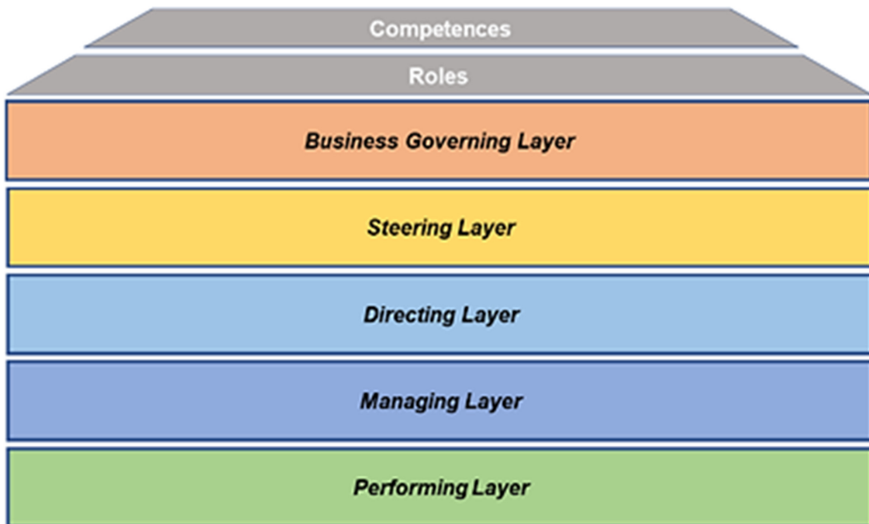 Competences
Roles
Business Governing Layer
Steering Layer
Directing Layer
Managing Layer
Performing Layer